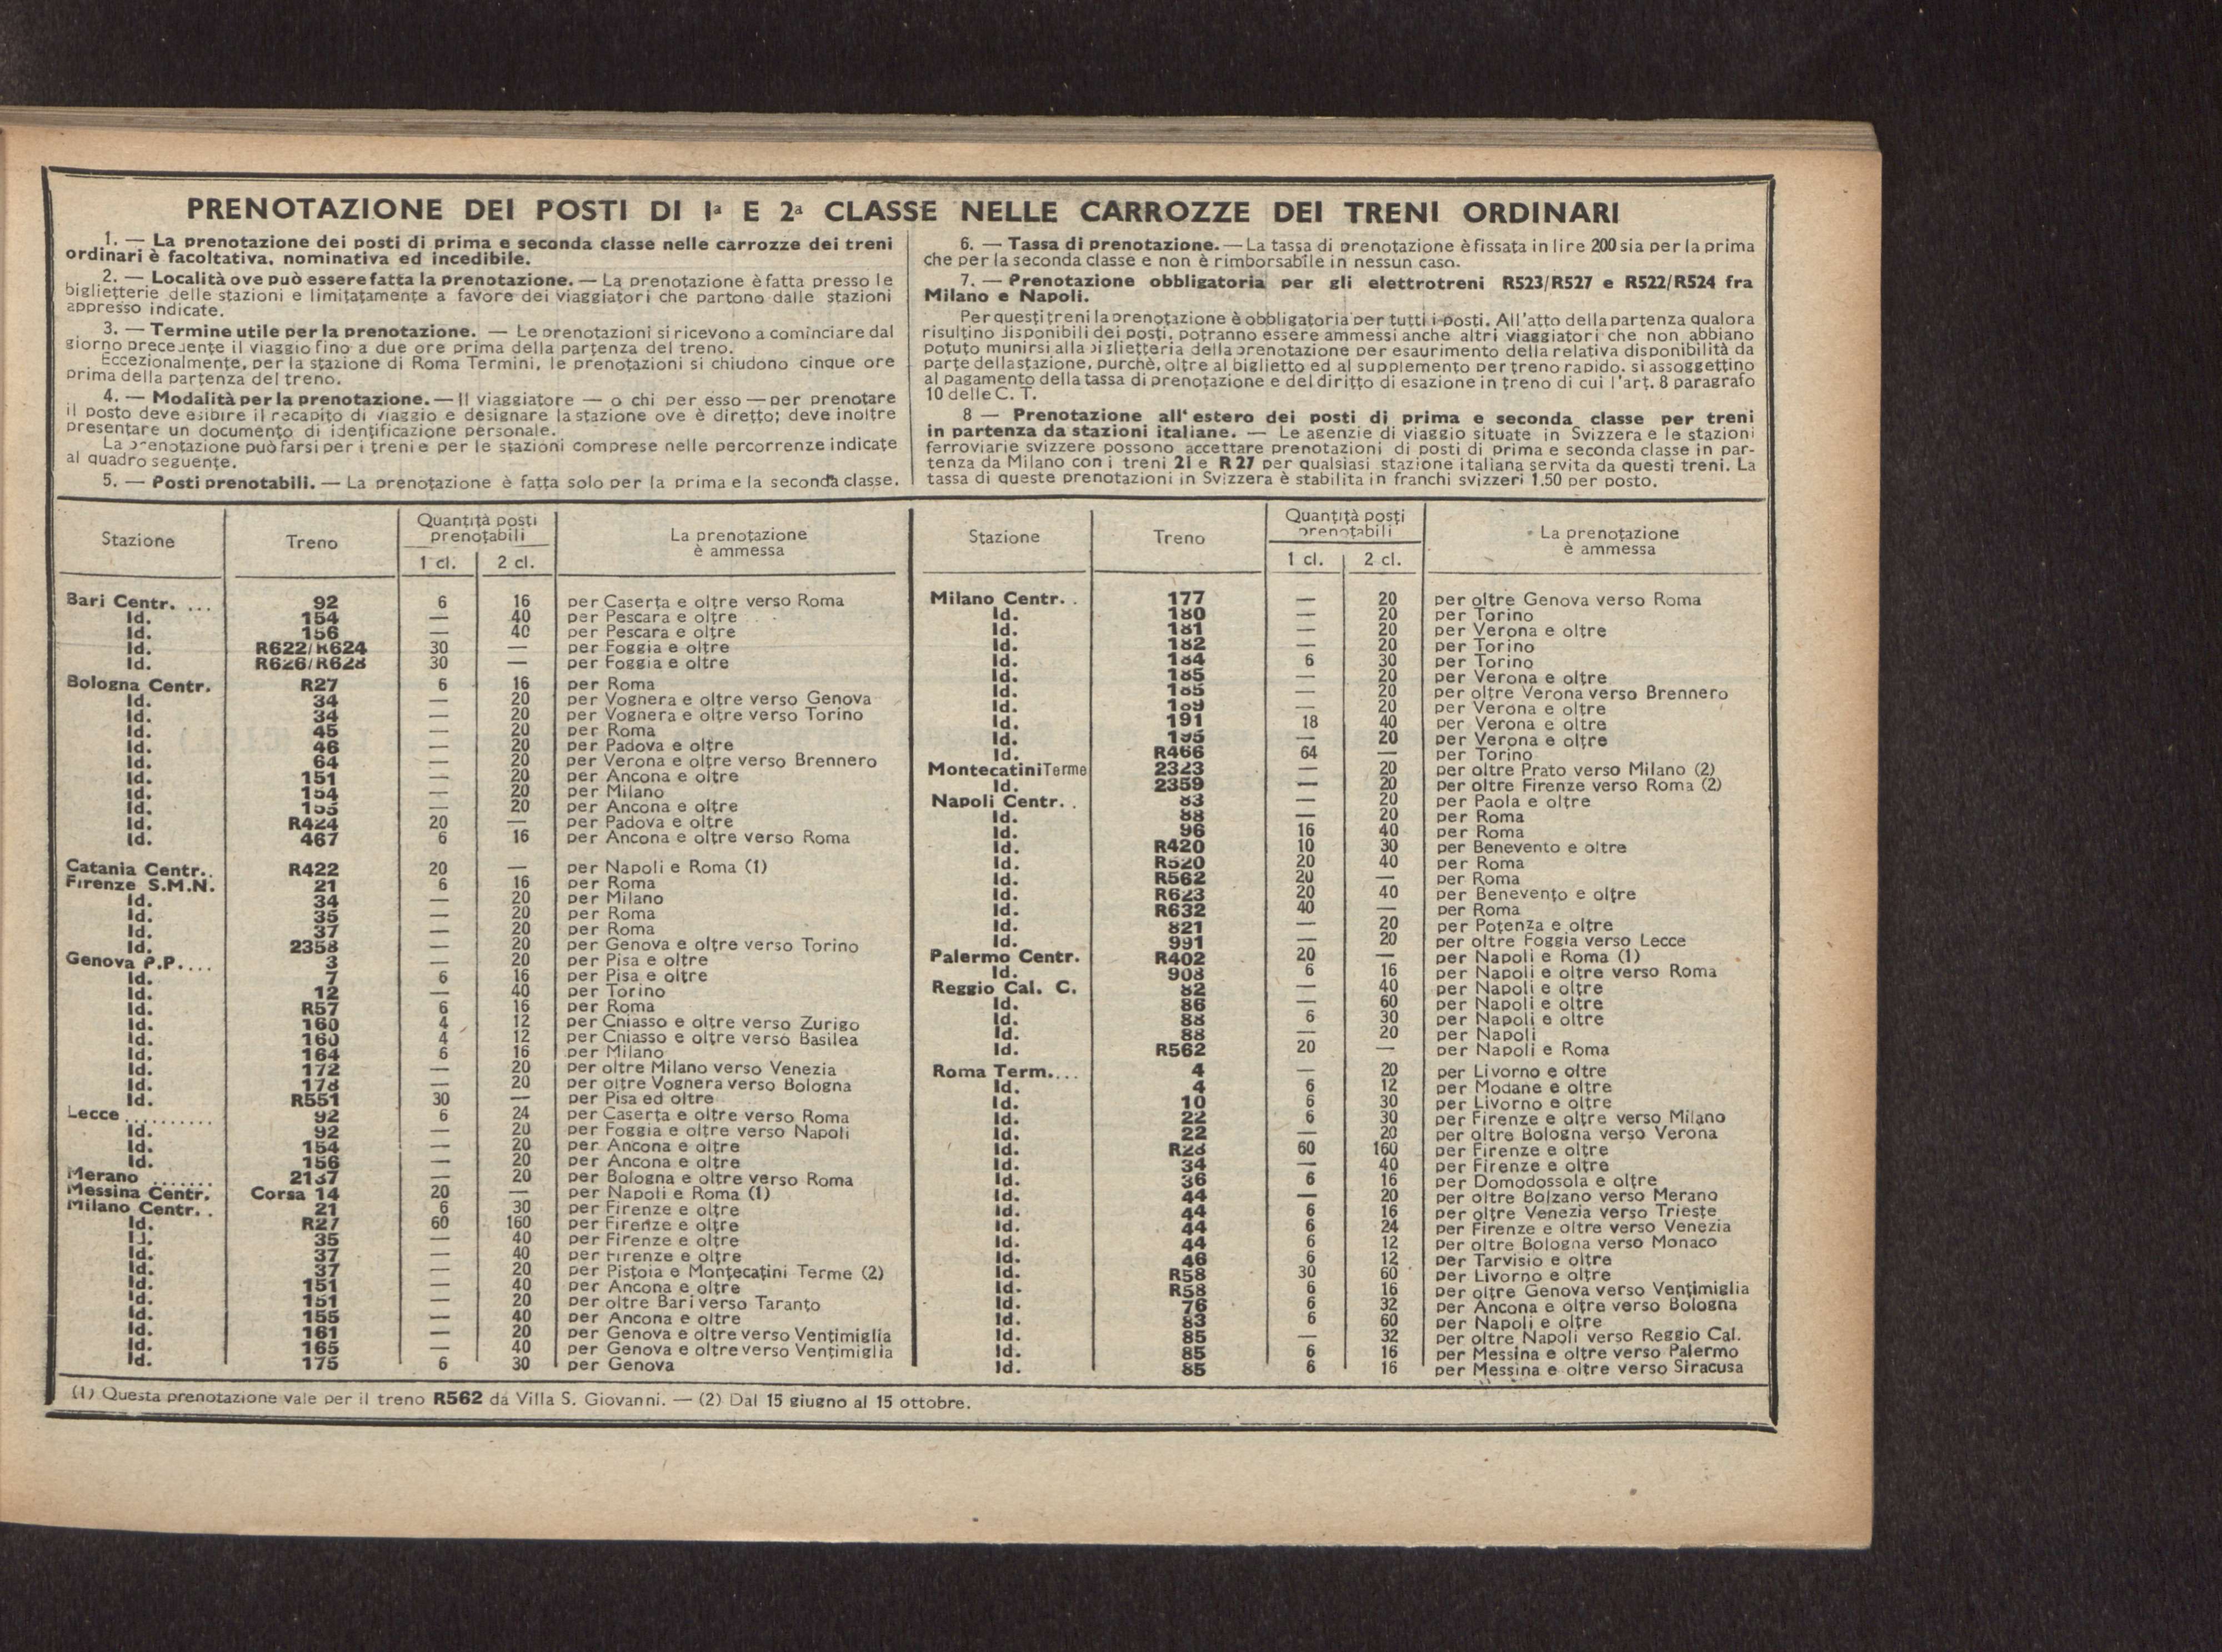 PRENOTAZIONE DEI POSTI DI Iª E 2ª CLASSE NELLE CARROZZE DEI TRENI ORDINARI
1. — La prenotazione dei posti di prima e seconda classe nelle carrozze dei treni
ordinari è facoltativa, nominativa ed incedibile.
2. — Località ove può essere fatta la prenotazione. — La prenotazione è fatta presso le
biglietterie delle stazioni e limitatamente a favore dei viaggiatori che partono dalle stazioni
appresso indicate.
3. — Termine utile per la prenotazione. — Le prenotazioni si ricevono a cominciare dal
giorno precedente il viaggio fino a due ore prima della partenza del treno.
Eccezionalmente, per la stazione di Roma Termini, le prenotazioni si chiudono cinque ore
prima della partenza del treno.
4. — Modalità per la prenotazione. — Il viaggiatore — o chi per esso — per prenotare
il posto deve esibire il recapito di viaggio e designare la stazione ove è diretto; deve inoltre
presentare un documento di identificazione personale.
La prenotazione può farsi per i treni e per le stazioni comprese nelle percorrenze indicate
al quadro seguente.
5. — Posti prenotabili. — La prenotazione è fatta solo per la prima e la seconda classe.
6. — Tassa di prenotazione. — La tassa di prenotazione è fissata in lire 200 sia per la prima
che per la seconda classe e non è rimborsabile in nessun caso.
7. — Prenotazione obbligatoria per gli elettrotreni R523/R527 e R522/R524 fra
Milano e Napoli.
Per questi treni la prenotazione è obbligatoria per tutti i posti. All'atto della partenza qualora
risultino disponibili dei posti, potranno essere ammessi anche altri viaggiatori che non abbiano
potuto munirsi alla biglietteria della prenotazione per esaurimento della relativa disponibilità da
parte della stazione, purchè, oltre al biglietto ed al supplemento per treno rapido, si assoggettino
al pagamento della tassa di prenotazione e del diritto di esazione in treno di cui l'art. 8 paragrafo
10 delle C. T.
8 — Prenotazione all'estero dei posti di prima e seconda classe per treni
in partenza da stazioni italiane. — Le agenzie di viaggio situate in Svizzera e le stazioni
ferroviarie svizzere possono accettare prenotazioni di posti di prima e seconda classe in par-
tenza da Milano con i treni 21 e R 27 per qualsiasi stazione italiana servita da questi treni. La
tassa di queste prenotazioni in Svizzera è stabilita in franchi svizzeri 1.50 per posto.
Stazione Treno Quantità posti prenotabili La prenotazione è ammessa
1 cl. 2 cl.
Bari Centr. ... 92 6 16 per Caserta e oltre verso Roma
Id. 154 — 40 per Pescara e oltre
Id. 156 — 40 per Pescara e oltre
Id. R622/R624 30 — per Foggia e oltre
Id. R626/R628 30 — per Foggia e oltre
Bologna Centr. R27 6 16 per Roma
Id. 34 — 20 per Voghera e oltre verso Genova
Id. 34 — 20 per Voghera e oltre verso Torino
Id. 45 — 20 per Roma
Id. 46 — 20 per Padova e oltre
Id. 64 — 20 per Verona e oltre verso Brennero
Id. 151 — 20 per Ancona e oltre
Id. 154 — 20 per Milano
Id. 155 — 20 per Ancona e oltre
Id. R424 20 — per Padova e oltre
Id. 467 6 16 per Ancona e oltre verso Roma
Catania Centr.. R422 20 — per Napoli e Roma (1)
Firenze S.M.N. 21 6 16 per Roma
Id. 34 — 20 per Milano
Id. 35 — 20 per Roma
Id. 37 — 20 per Roma
Id. 2358 — 20 per Genova e oltre verso Torino
Genova P.P.... 3 — 20 per Pisa e oltre
Id. 7 6 16 per Pisa e oltre
Id. 12 — 40 per Torino
Id. R57 6 16 per Roma
Id. 160 4 12 per Chiasso e oltre verso Zurigo
Id. 160 4 12 per Chiasso e oltre verso Basilea
Id. 164 6 16 per Milano
Id. 172 — 20 per oltre Milano verso Venezia
Id. 178 — 20 per oltre Voghera verso Bologna
Id. R551 30 — per Pisa ed oltre
Lecce .......... 92 6 24 per Caserta e oltre verso Roma
Id. 92 — 20 per Foggia e oltre verso Napoli
Id. 154 — 20 per Ancona e oltre
Id. 156 — 20 per Ancona e oltre
Merano ....... 2137 — 20 per Bologna e oltre verso Roma
Messina Centr. Corsa 14 20 — per Napoli e Roma (1)
Milano Centr. . 21 6 30 per Firenze e oltre
Id. R27 60 160 per Firenze e oltre
Id. 35 — 40 per Firenze e oltre
Id. 37 — 40 per Firenze e oltre
Id. 37 — 20 per Pistoia e Montecatini Terme (2)
Id. 151 — 40 per Ancona e oltre
Id. 151 — 20 per oltre Bari verso Taranto
Id. 155 — 40 per Ancona e oltre
Id. 161 — 20 per Genova e oltre verso Ventimiglia
Id. 165 — 40 per Genova e oltre verso Ventimiglia
Id. 175 6 30 per Genova
Stazione Treno Quantità posti prenotabili La prenotazione è ammessa
1 cl. 2 cl.
Milano Centr. . 177 — 20 per oltre Genova verso Roma
Id. 180 — 20 per Torino
Id. 181 — 20 per Verona e oltre
Id. 182 — 20 per Torino
Id. 184 6 30 per Torino
Id. 185 — 20 per Verona e oltre
Id. 185 — 20 per oltre Verona verso Brennero
Id. 189 — 20 per Verona e oltre
Id. 191 18 40 per Verona e oltre
Id. 195 — 20 per Verona e oltre
Id. R466 64 — per Torino
Montecatini Terme 2323 — 20 per oltre Prato verso Milano (2)
Id. 2359 — 20 per oltre Firenze verso Roma (2)
Napoli Centr. . 83 — 20 per Paola e oltre
Id. 88 — 20 per Roma
Id. 96 16 40 per Roma
Id. R420 10 30 per Benevento e oltre
Id. R520 20 40 per Roma
Id. R562 20 — per Roma
Id. R623 20 40 per Benevento e oltre
Id. R632 40 — per Roma
Id. 821 — 20 per Potenza e oltre
Id. 991 — 20 per oltre Foggia verso Lecce
Palermo Centr. R402 20 — per Napoli e Roma (1)
Id. 908 6 16 per Napoli e oltre verso Roma
Reggio Cal. C. 82 — 40 per Napoli e oltre
Id. 86 — 60 per Napoli e oltre
Id. 88 6 30 per Napoli e oltre
Id. 88 — 20 per Napoli
Id. R562 20 — per Napoli e Roma
Roma Term.... 4 — 20 per Livorno e oltre
Id. 4 6 12 per Modane e oltre
Id. 10 6 30 per Livorno e oltre
Id. 22 6 30 per Firenze e oltre verso Milano
Id. 22 — 20 per oltre Bologna verso Verona
Id. R28 60 160 per Firenze e oltre
Id. 34 — 40 per Firenze e oltre
Id. 36 6 16 per Domodossola e oltre
Id. 44 — 20 per oltre Bolzano verso Merano
Id. 44 6 16 per oltre Venezia verso Trieste
Id. 44 6 24 per Firenze e oltre verso Venezia
Id. 44 6 12 per oltre Bologna verso Monaco
Id. 46 6 12 per Tarvisio e oltre
Id. R58 30 60 per Livorno e oltre
Id. R58 6 16 per oltre Genova verso Ventimiglia
Id. 76 6 32 per Ancona e oltre verso Bologna
Id. 83 6 60 per Napoli e oltre
Id. 85 — 32 per oltre Napoli verso Reggio Cal.
Id. 85 6 16 per Messina e oltre verso Palermo
Id. 85 6 16 per Messina e oltre verso Siracusa
(1) Questa prenotazione vale per il treno R562 da Villa S. Giovanni. — (2) Dal 15 giugno al 15 ottobre.